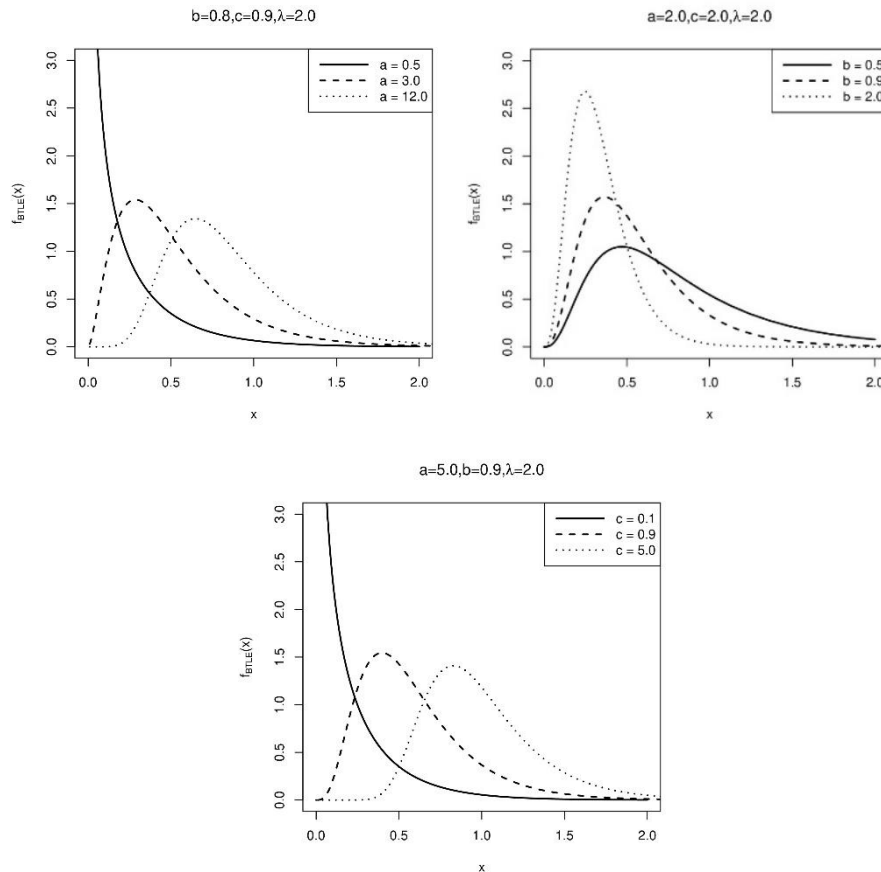 b=0.8,c=0.9,λ=2.0
a = 0.5
a = 3.0
a = 12.0
3.0
2.5
2.0
1.5
1.0
0.5
0.0
f_BTLE(x)
0.0 0.5 1.0 1.5 2.0
x
a=2.0,c=2.0,λ=2.0
b = 0.5
b = 0.9
b = 2.0
3.0
2.5
2.0
1.5
1.0
0.5
0.0
f_BTLE(x)
0.0 0.5 1.0 1.5 2.0
x
a=5.0,b=0.9,λ=2.0
c = 0.1
c = 0.9
c = 5.0
3.0
2.5
2.0
1.5
1.0
0.5
0.0
f_BTLE(x)
0.0 0.5 1.0 1.5 2.0
x